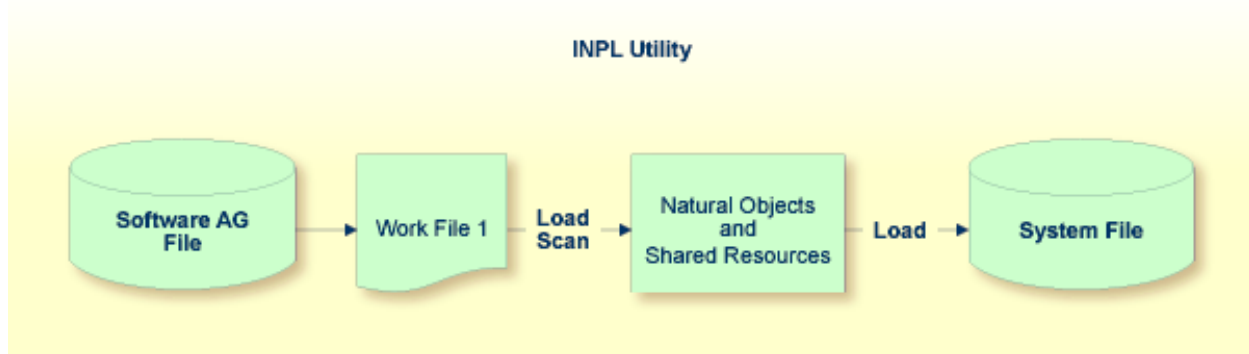 INPL Utility
Software AG
File
Work File 1
Load
Scan
Natural Objects
and
Shared Resources
Load
System File